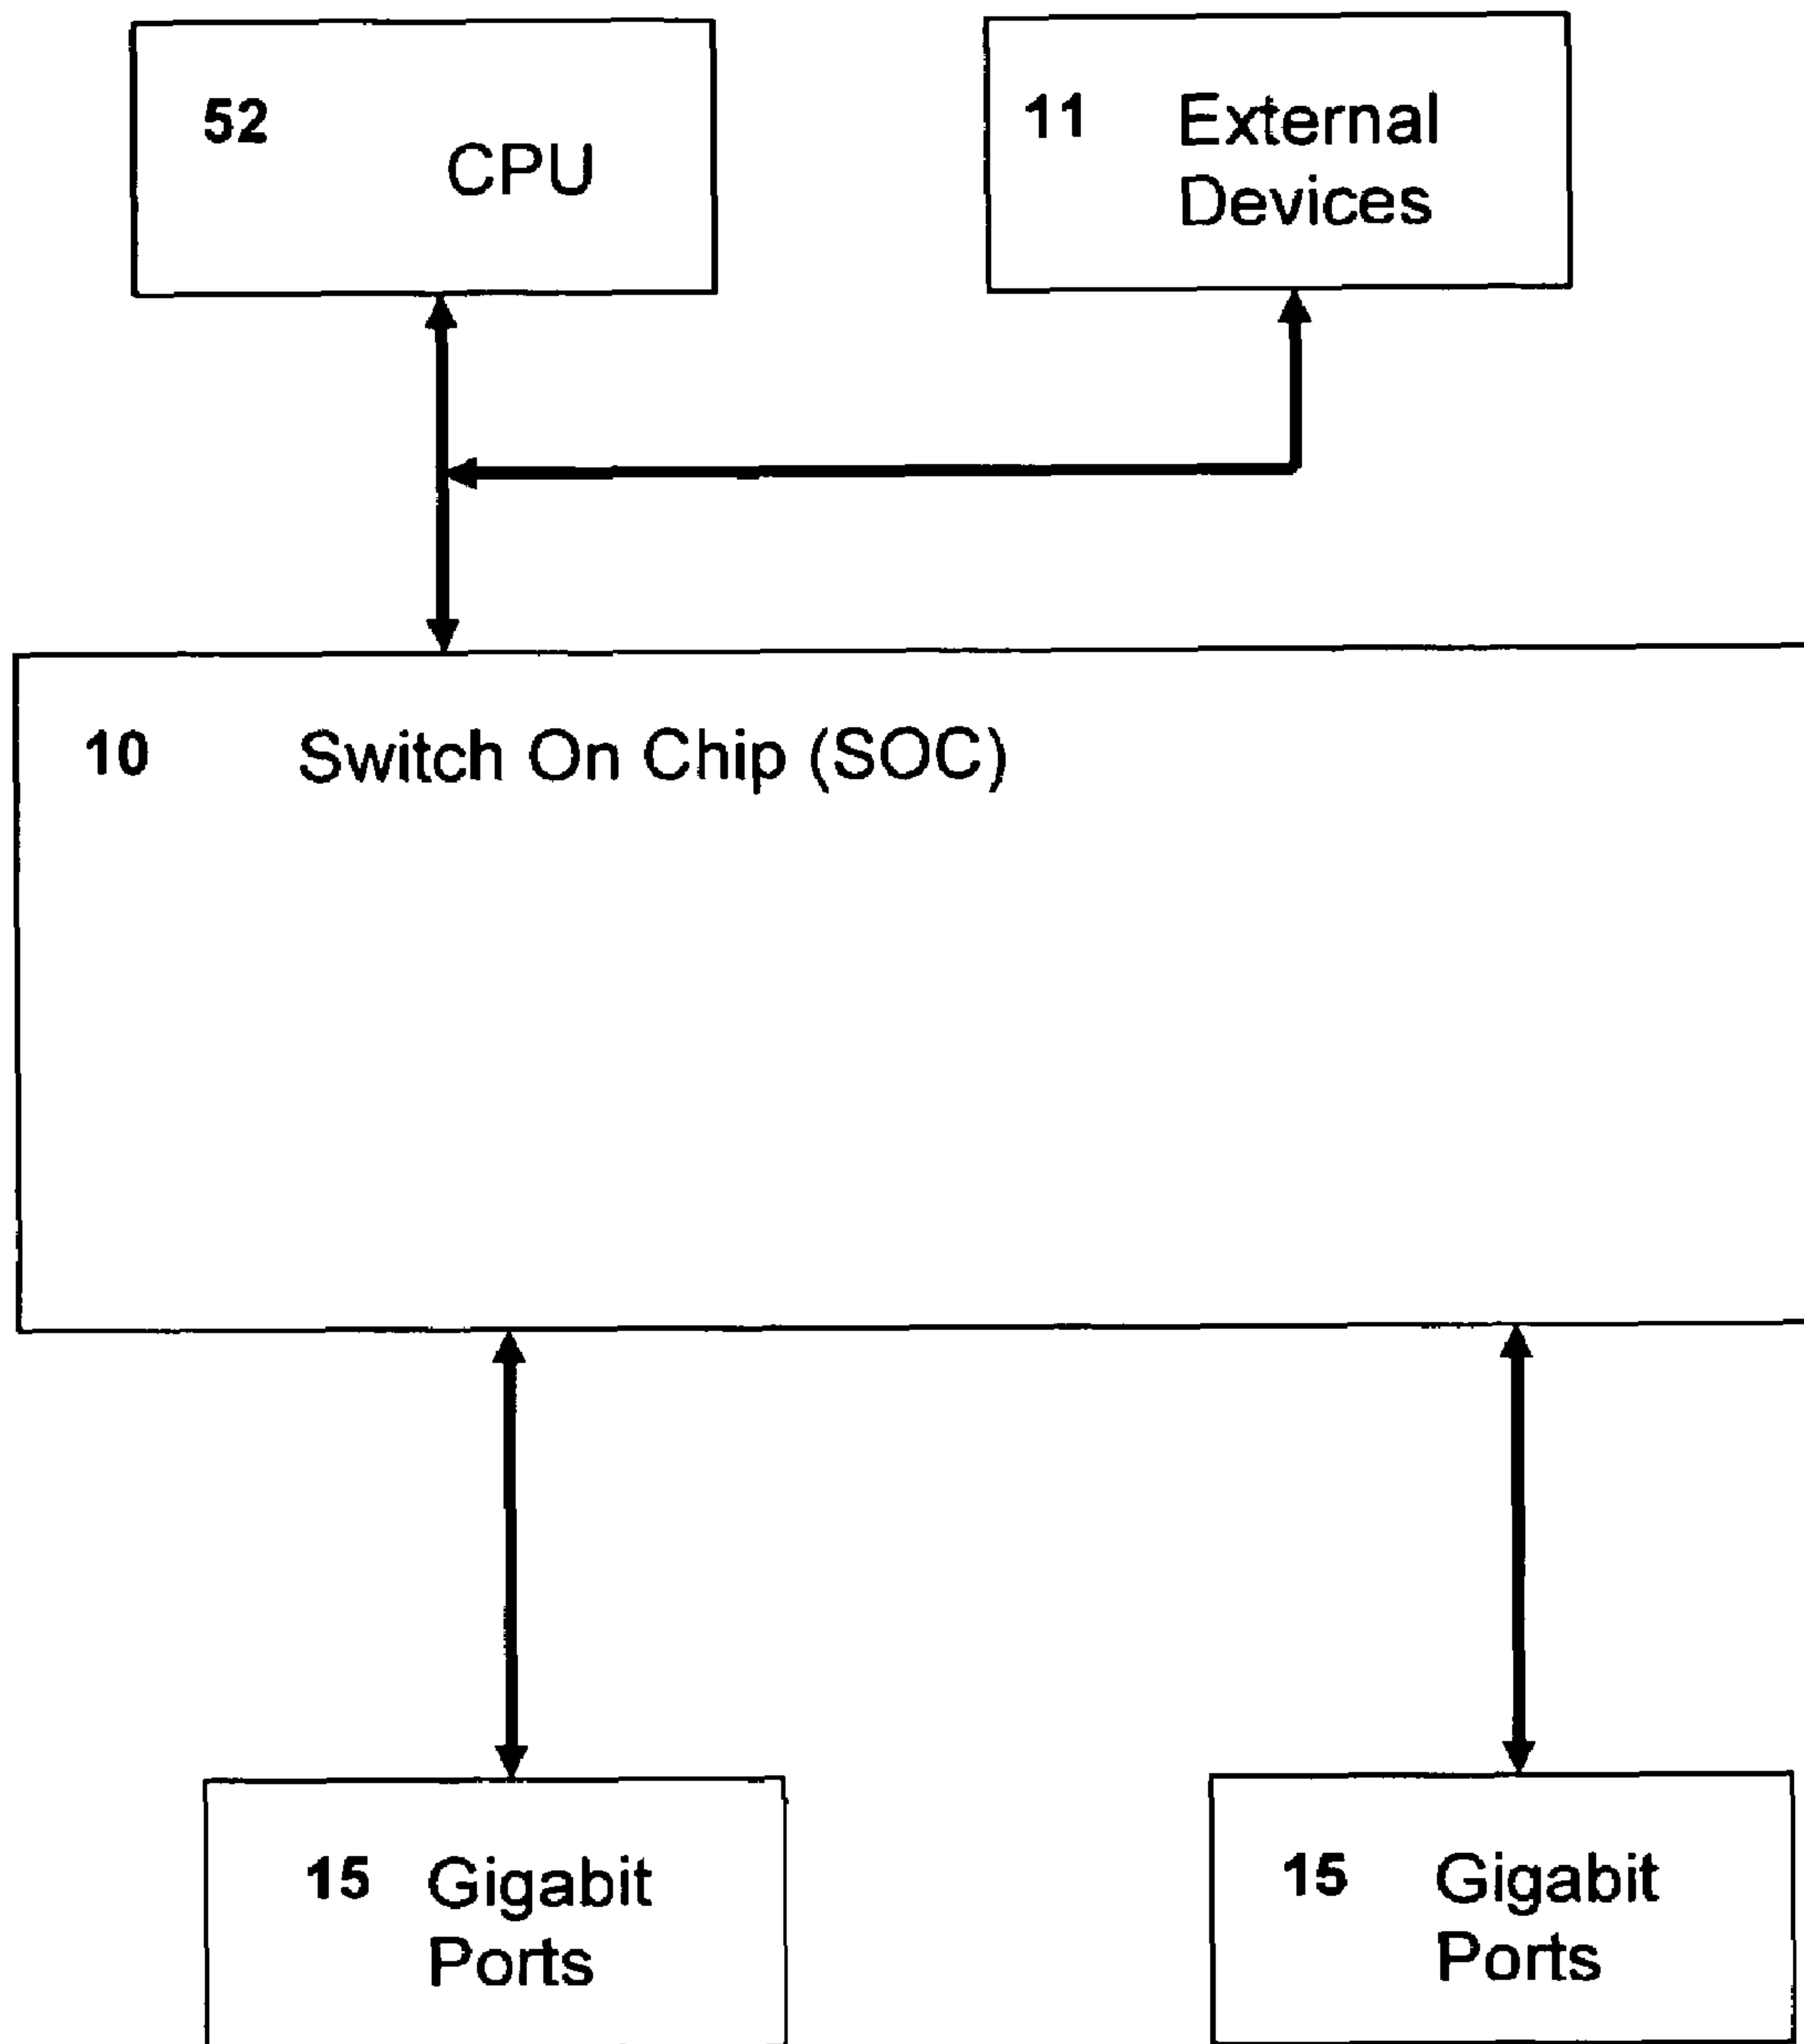 52 CPU
11 External
Devices
10 Switch On Chip (SOC)
15 Gigabit
Ports
15 Gigabit
Ports